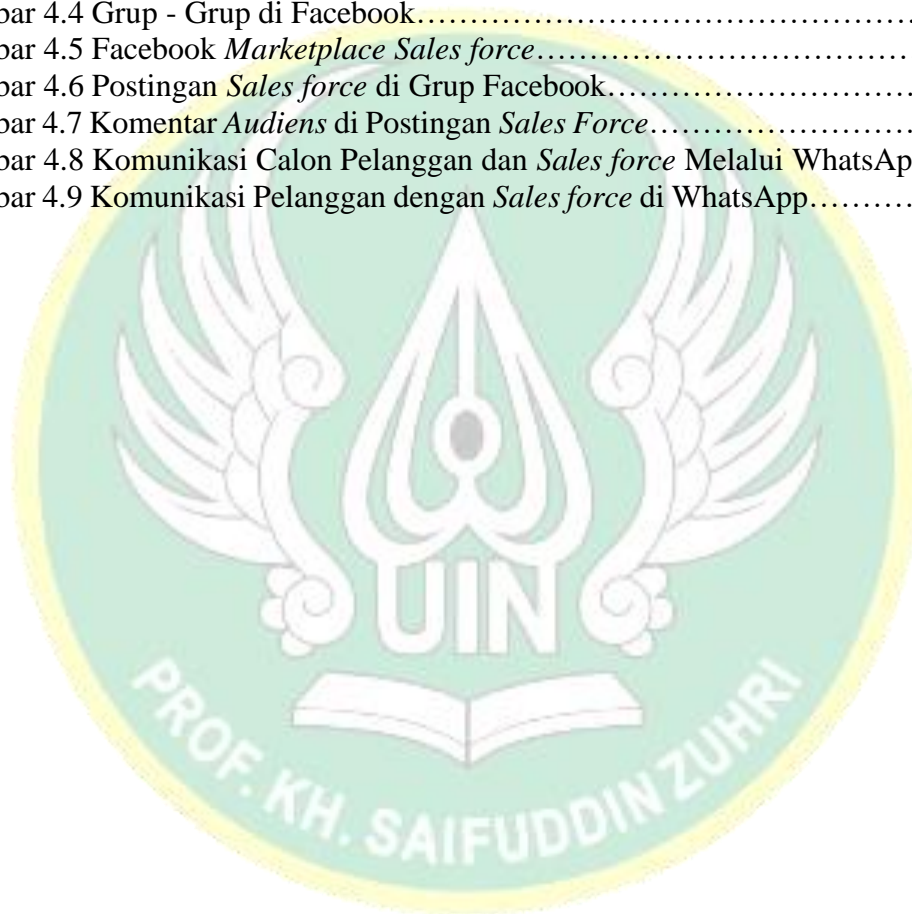 bar 4.4 Grup - Grup di Facebook……………………………………………
bar 4.5 Facebook Marketplace Sales force………………………………
bar 4.6 Postingan Sales force di Grup Facebook…………………………
bar 4.7 Komentar Audiens di Postingan Sales Force……………………
bar 4.8 Komunikasi Calon Pelanggan dan Sales force Melalui WhatsAp
bar 4.9 Komunikasi Pelanggan dengan Sales force di WhatsApp…………
UIN
PROF. KH. SAIFUDDIN ZUHRI